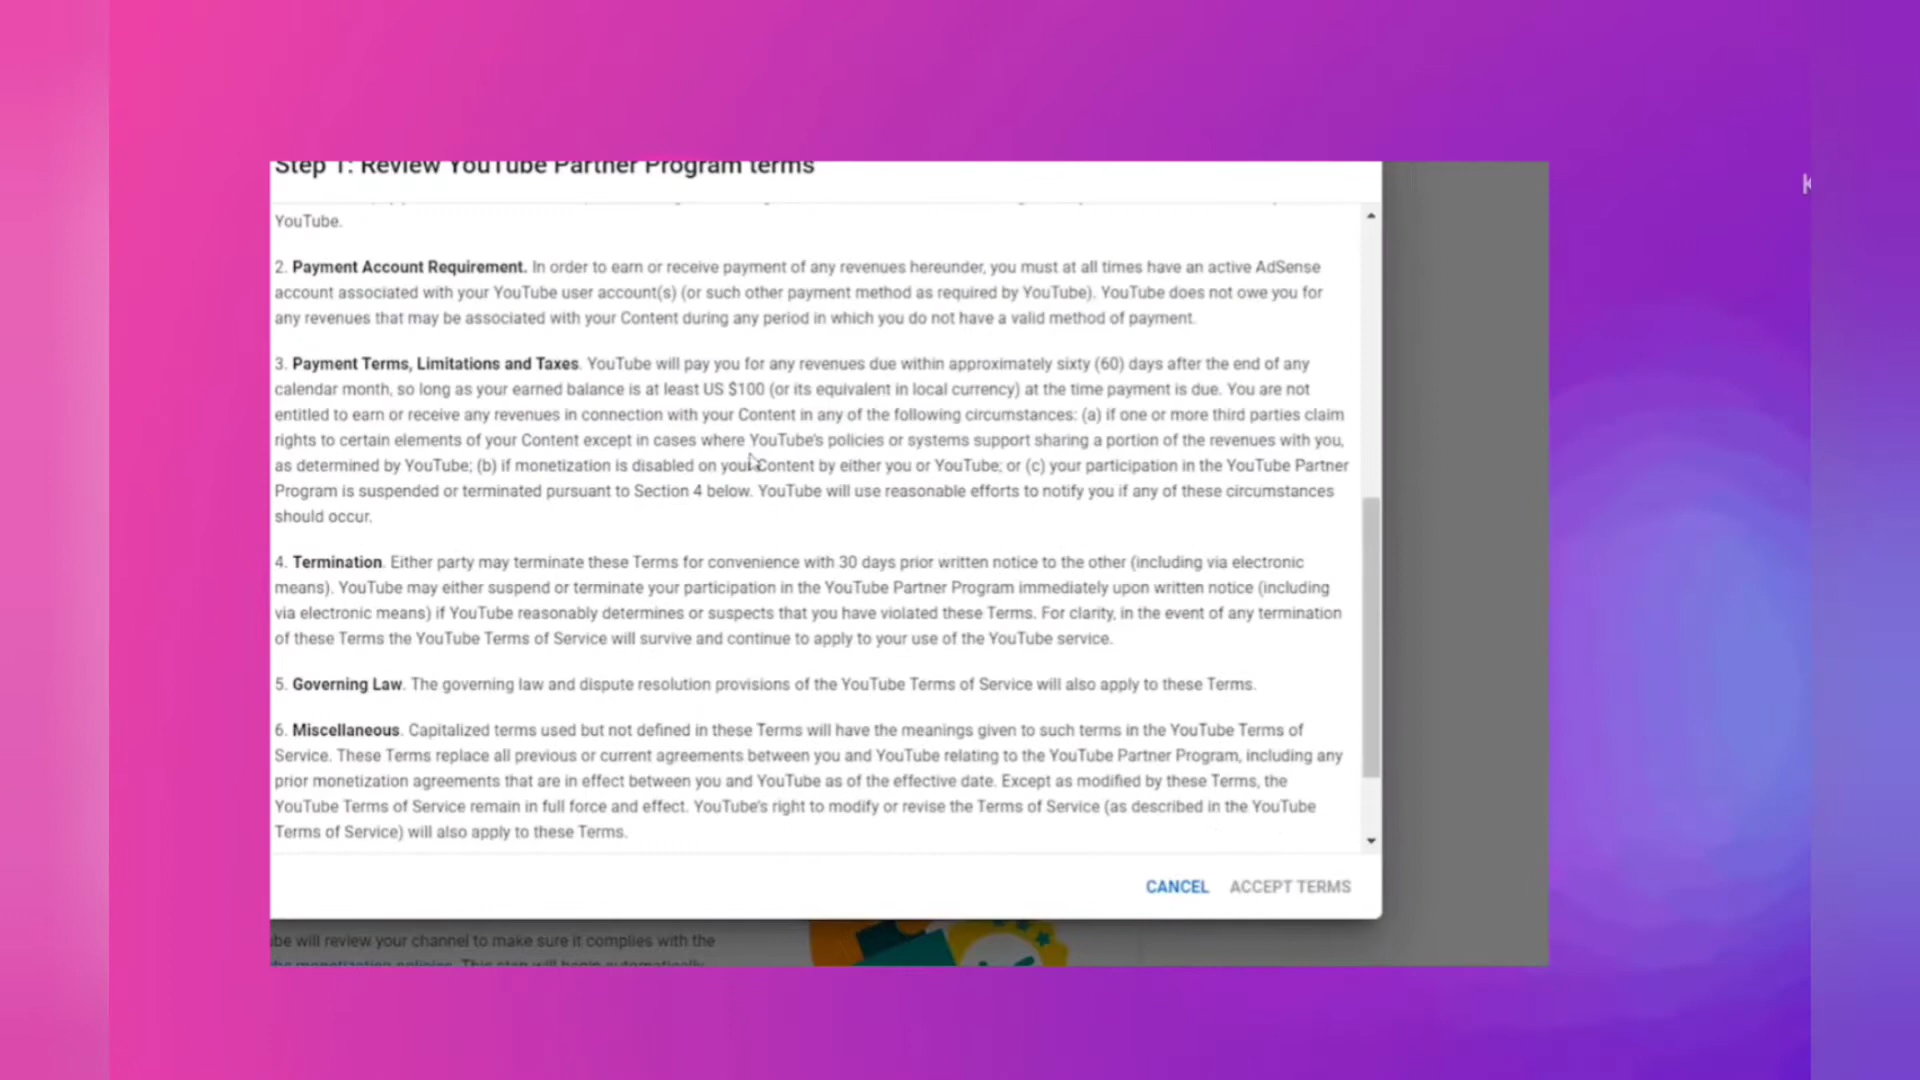 Step 1: Review YouTube Partner Program terms
YouTube.
2. Payment Account Requirement. In order to earn or receive payment of any revenues hereunder, you must at all times have an active AdSense
account associated with your YouTube user account(s) (or such other payment method as required by YouTube). YouTube does not owe you for
any revenues that may be associated with your Content during any period in which you do not have a valid method of payment.
3. Payment Terms, Limitations and Taxes. YouTube will pay you for any revenues due within approximately sixty (60) days after the end of any
calendar month, so long as your earned balance is at least US $100 (or its equivalent in local currency) at the time payment is due. You are not
entitled to earn or receive any revenues in connection with your Content in any of the following circumstances: (a) if one or more third parties claim
rights to certain elements of your Content except in cases where YouTube's policies or systems support sharing a portion of the revenues with you,
as determined by YouTube; (b) if monetization is disabled on your Content by either you or YouTube; or (c) your participation in the YouTube Partner
Program is suspended or terminated pursuant to Section 4 below. YouTube will use reasonable efforts to notify you if any of these circumstances
should occur.
4. Termination. Either party may terminate these Terms for convenience with 30 days prior written notice to the other (including via electronic
means). YouTube may either suspend or terminate your participation in the YouTube Partner Program immediately upon written notice (including
via electronic means) if YouTube reasonably determines or suspects that you have violated these Terms. For clarity, in the event of any termination
of these Terms the YouTube Terms of Service will survive and continue to apply to your use of the YouTube service.
5. Governing Law. The governing law and dispute resolution provisions of the YouTube Terms of Service will also apply to these Terms.
6. Miscellaneous. Capitalized terms used but not defined in these Terms will have the meanings given to such terms in the YouTube Terms of
Service. These Terms replace all previous or current agreements between you and YouTube relating to the YouTube Partner Program, including any
prior monetization agreements that are in effect between you and YouTube as of the effective date. Except as modified by these Terms, the
YouTube Terms of Service remain in full force and effect. YouTube's right to modify or revise the Terms of Service (as described in the YouTube
Terms of Service) will also apply to these Terms.
CANCEL ACCEPT TERMS
be will review your channel to make sure it complies with the
monetization policies. This step will begin automatically